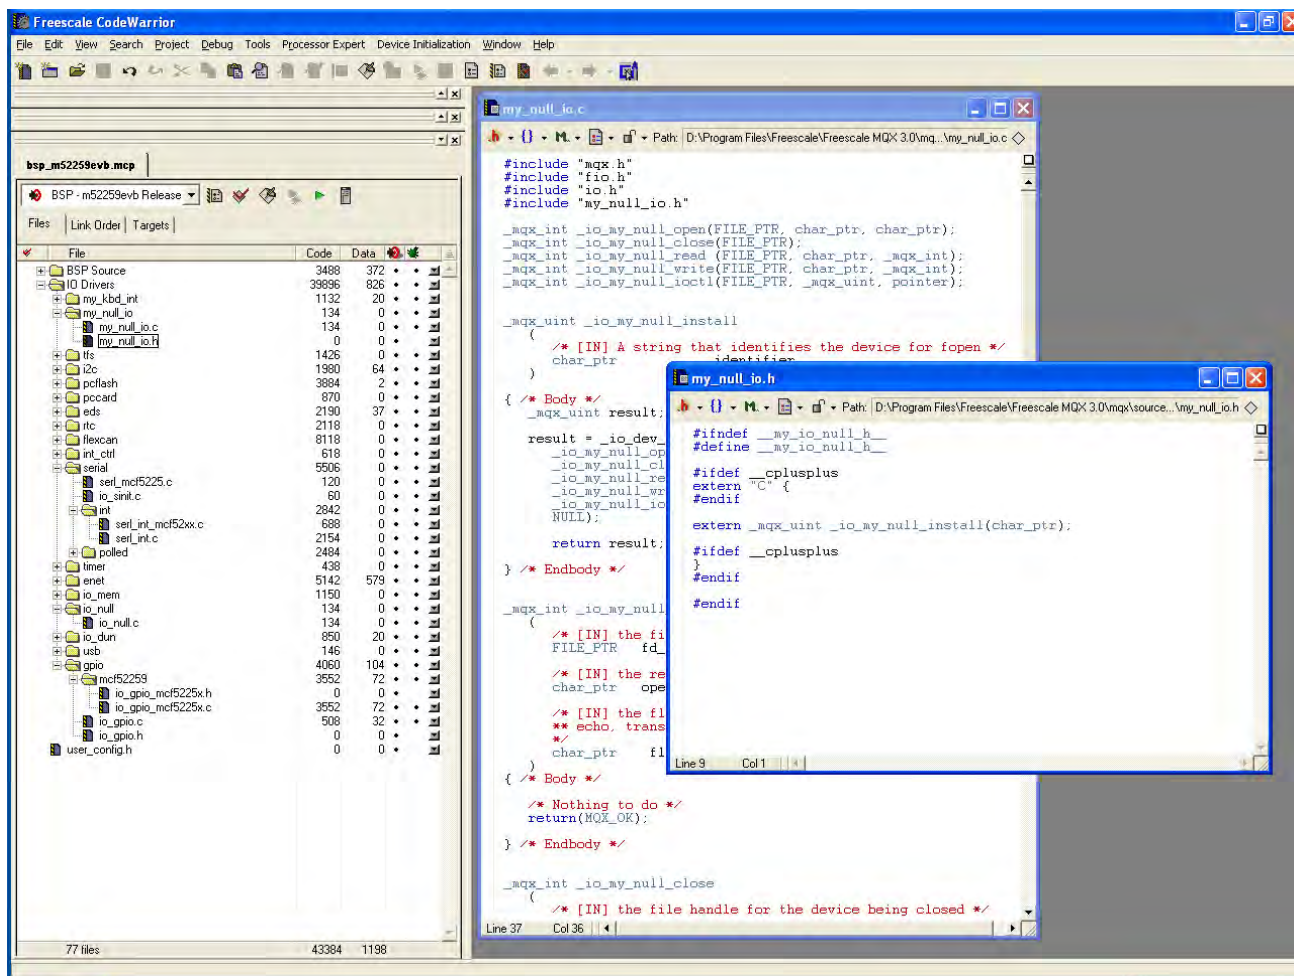 Freescale CodeWarrior
File Edit View Search Project Debug Tools Processor Expert Device Initialization Window Help
bsp_m52259evb.mcp
BSP - m52259evb Release
Files Link Order Targets
File Code Data
BSP Source 3488 372
IO Drivers 39896 826
my_kbd_int 1132 20
my_null_io 134 0
my_null_io.c 134 0
my_null_io.h 0 0
tfs 1426 0
i2c 1980 64
pcflash 3884 2
pccard 870 0
eds 2190 37
rtc 2118 0
flexcan 8118 0
int_ctrl 618 0
serial 5506 0
serl_mcf5225.c 120 0
io_sinit.c 60 0
int 2842 0
serl_int_mcf52xx.c 688 0
serl_int.c 2154 0
polled 2484 0
timer 438 0
enet 5142 579
io_mem 1150 0
io_null 134 0
io_null.c 134 0
io_dun 850 20
usb 146 0
gpio 4060 104
mcf52259 3552 72
io_gpio_mcf5225x.h 0 0
io_gpio_mcf5225x.c 3552 72
io_gpio.c 508 32
io_gpio.h 0 0
user_config.h 0 0
77 files 43384 1198
my_null_io.c
.h {} M. Path: D:\Program Files\Freescale\Freescale MQX 3.0\mq...\my_null_io.c
#include "mqx.h"
#include "fio.h"
#include "io.h"
#include "my_null_io.h"
_mqx_int _io_my_null_open(FILE_PTR, char_ptr, char_ptr);
_mqx_int _io_my_null_close(FILE_PTR);
_mqx_int _io_my_null_read (FILE_PTR, char_ptr, _mqx_int);
_mqx_int _io_my_null_write(FILE_PTR, char_ptr, _mqx_int);
_mqx_int _io_my_null_ioctl(FILE_PTR, _mqx_uint, pointer);
_mqx_uint _io_my_null_install
(
/* [IN] A string that identifies the device for fopen */
char_ptr identifier
)
{ /* Body */
_mqx_uint result;
result = _io_dev_
_io_my_null_op
_io_my_null_cl
_io_my_null_re
_io_my_null_wr
_io_my_null_io
NULL);
return result;
} /* Endbody */
_mqx_int _io_my_null
(
/* [IN] the fi
FILE_PTR fd_
/* [IN] the re
char_ptr ope
/* [IN] the fl
** echo, trans
*/
char_ptr fl
)
{ /* Body */
/* Nothing to do */
return(MQX_OK);
} /* Endbody */
_mqx_int _io_my_null_close
(
/* [IN] the file handle for the device being closed */
Line 37 Col 36
my_null_io.h
.h {} M. Path: D:\Program Files\Freescale\Freescale MQX 3.0\mqx\source...\my_null_io.h
#ifndef __my_io_null_h__
#define __my_io_null_h__
#ifdef __cplusplus
extern "C" {
#endif
extern _mqx_uint _io_my_null_install(char_ptr);
#ifdef __cplusplus
}
#endif
#endif
Line 9 Col 1